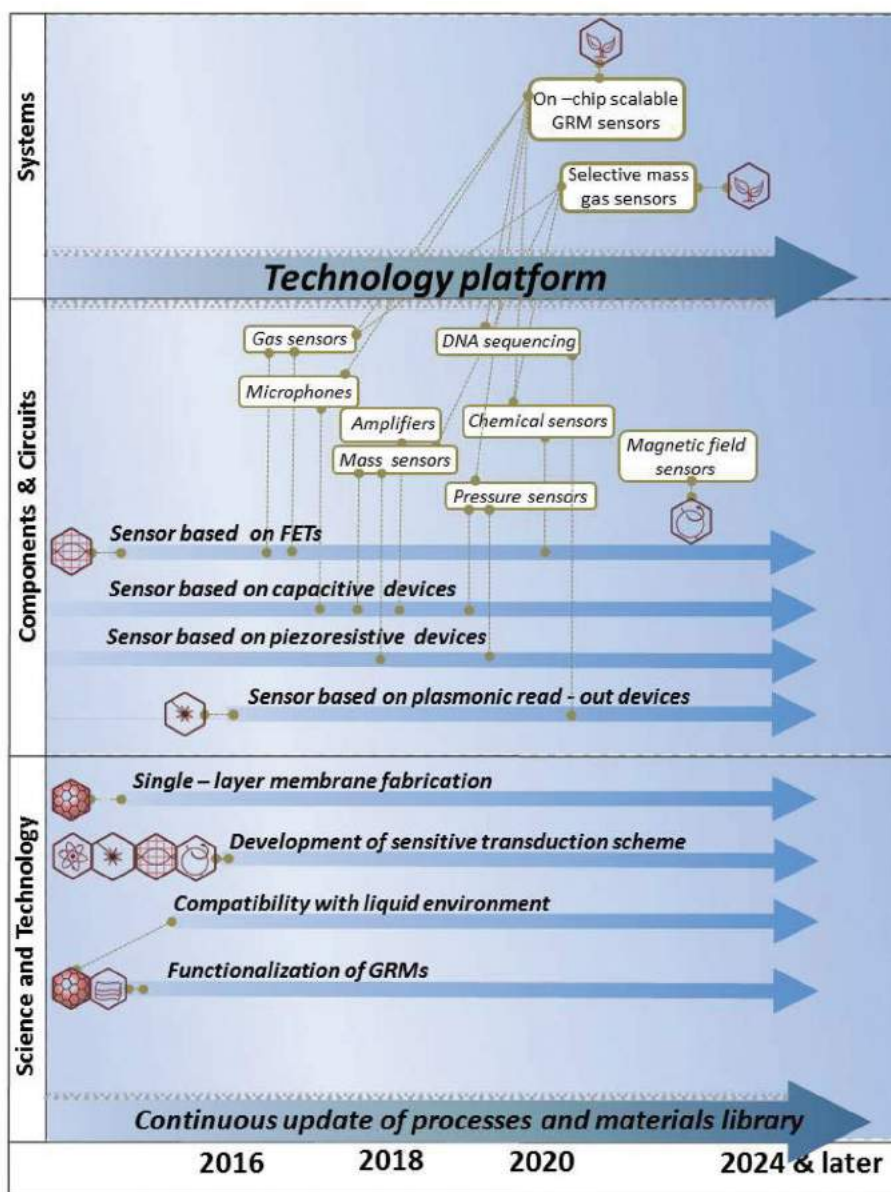 Systems
On –chip scalable
GRM sensors
Selective mass
gas sensors
Technology platform
Components & Circuits
Gas sensors
DNA sequencing
Microphones
Amplifiers
Chemical sensors
Mass sensors
Magnetic field
sensors
Pressure sensors
Sensor based on FETs
Sensor based on capacitive devices
Sensor based on piezoresistive devices
Sensor based on plasmonic read - out devices
Science and Technology
Single – layer membrane fabrication
Development of sensitive transduction scheme
Compatibility with liquid environment
Functionalization of GRMs
Continuous update of processes and materials library
2016 2018 2020 2024 & later